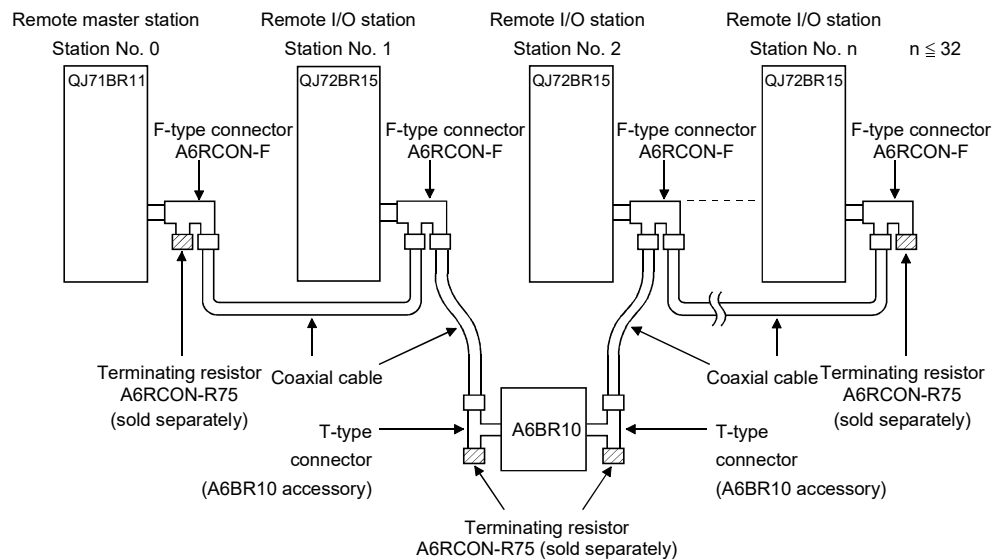 Remote master station
Station No. 0
Remote I/O station
Station No. 1
Remote I/O station
Station No. 2
Remote I/O station
Station No. n
n ≦ 32
QJ71BR11
QJ72BR15
QJ72BR15
QJ72BR15
F-type connector
A6RCON-F
F-type connector
A6RCON-F
F-type connector
A6RCON-F
F-type connector
A6RCON-F
Terminating resistor
A6RCON-R75
(sold separately)
Coaxial cable
Coaxial cable
Terminating resistor
A6RCON-R75
(sold separately)
T-type
connector
(A6BR10 accessory)
A6BR10
T-type
connector
(A6BR10 accessory)
Terminating resistor
A6RCON-R75 (sold separately)